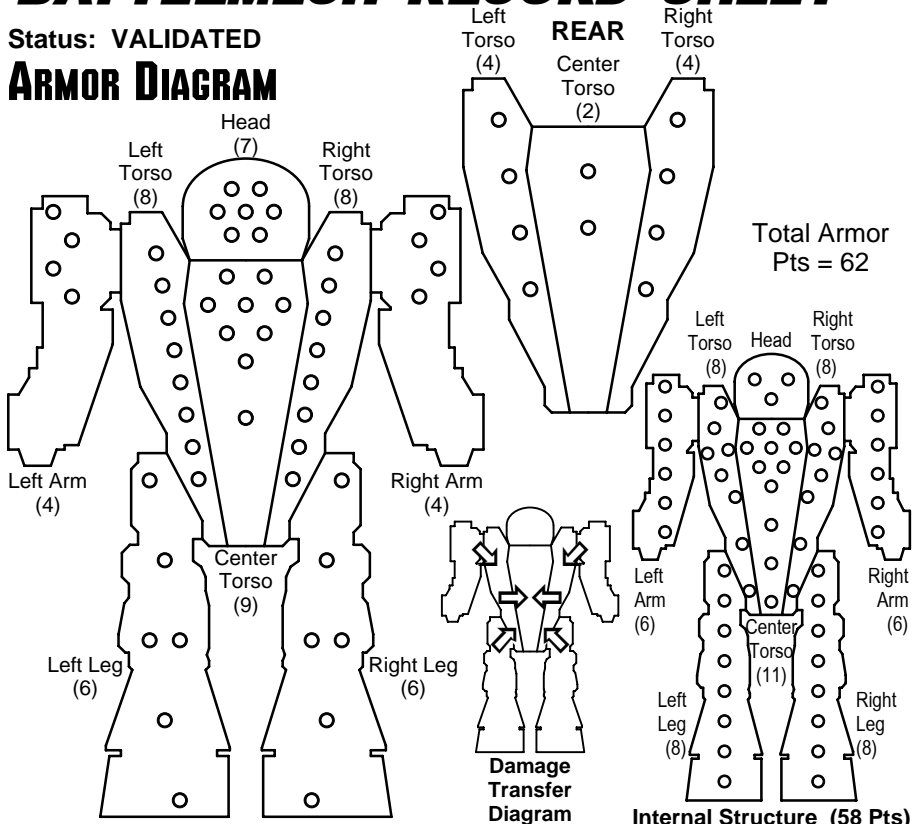 BATTLEMECH RECORD SHEET
Status: VALIDATED
ARMOR DIAGRAM
Left
Torso
(4)
REAR
Center
Torso
(2)
Right
Torso
(4)
Head
(7)
Left
Torso
(8)
Right
Torso
(8)
Total Armor
Pts = 62
Left Arm
(4)
Right Arm
(4)
Center
Torso
(9)
Left Leg
(6)
Right Leg
(6)
Damage
Transfer
Diagram
Left
Torso
(8)
Head
Right
Torso
(8)
Left
Arm
(6)
Right
Arm
(6)
Center
Torso
(11)
Left
Leg
(8)
Right
Leg
(8)
Internal Structure (58 Pts)